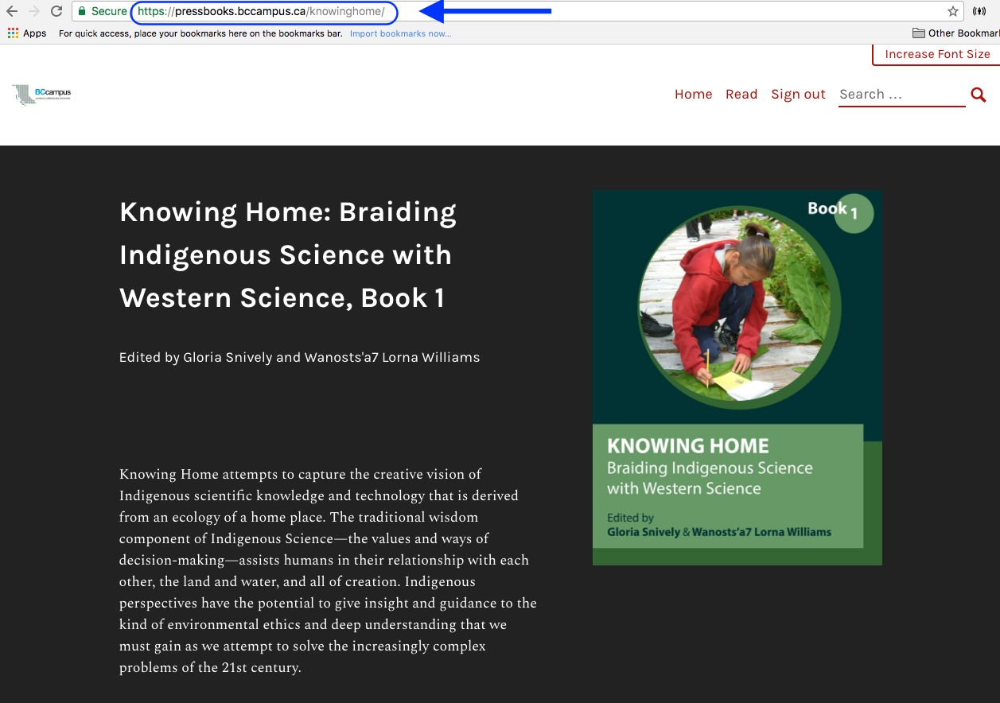 Secure https://pressbooks.bccampus.ca/knowinghome/
Apps For quick access, place your bookmarks here on the bookmarks bar. Import bookmarks now... Other Bookmar
Increase Font Size
BCcampus
Home Read Sign out Search ...
Knowing Home: Braiding
Indigenous Science with
Western Science, Book 1
Edited by Gloria Snively and Wanosts'a7 Lorna Williams
Knowing Home attempts to capture the creative vision of
Indigenous scientific knowledge and technology that is derived
from an ecology of a home place. The traditional wisdom
component of Indigenous Science—the values and ways of
decision-making—assists humans in their relationship with each
other, the land and water, and all of creation. Indigenous
perspectives have the potential to give insight and guidance to the
kind of environmental ethics and deep understanding that we
must gain as we attempt to solve the increasingly complex
problems of the 21st century.
Book 1
KNOWING HOME
Braiding Indigenous Science
with Western Science
Edited by
Gloria Snively & Wanosts'a7 Lorna Williams